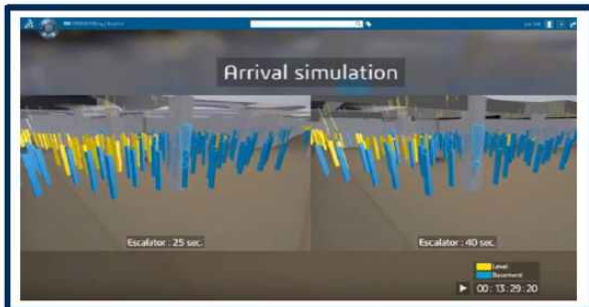 Arrival simulation
Escalator : 25 sec.
Escalator : 40 sec.
Level
Basement
00:13:29:20